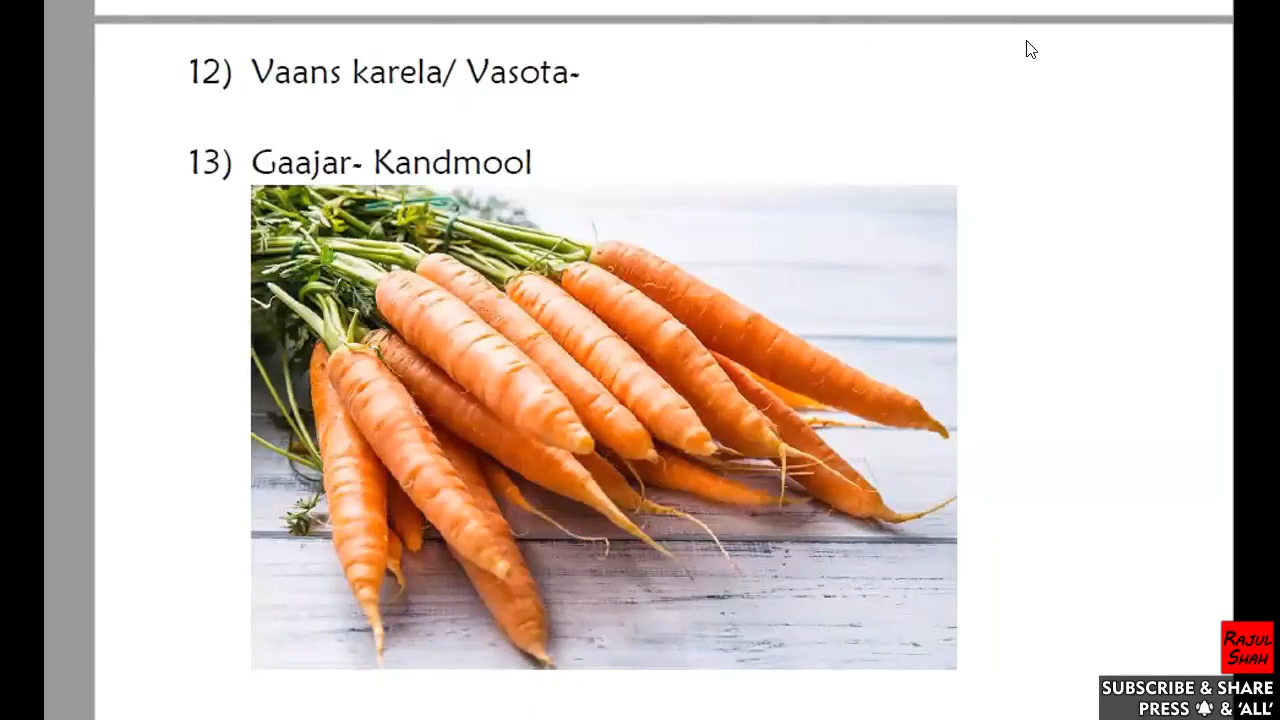 12) Vaans karela/ Vasota-
13) Gaajar- Kandmool
RAJUL
SHAH
SUBSCRIBE & SHARE
PRESS 🔔 & ‘ALL’